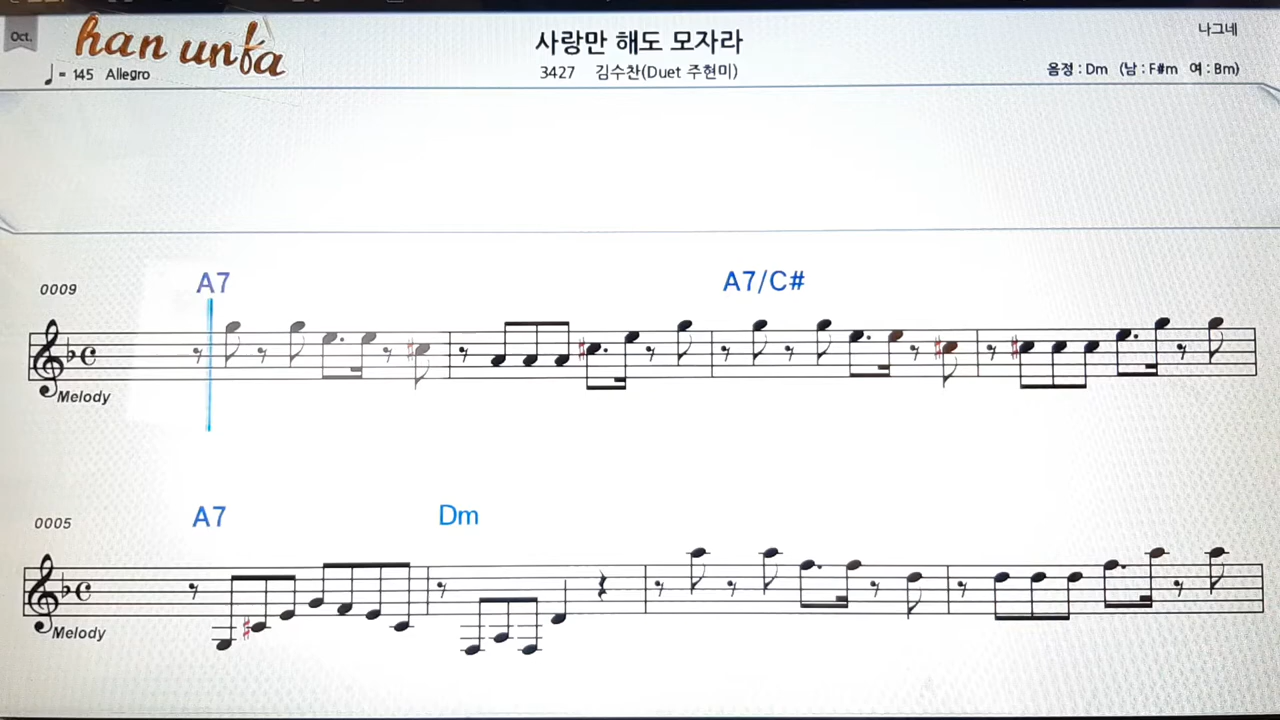 Oct.
han unfa
사랑만 해도 모자라
나그네
♩= 145 Allegro
3427 김수찬(Duet 주현미)
음정 : Dm (남 : F#m 여 : Bm)
A7 A7/C#
0009
Melody
A7 Dm
0005
Melody